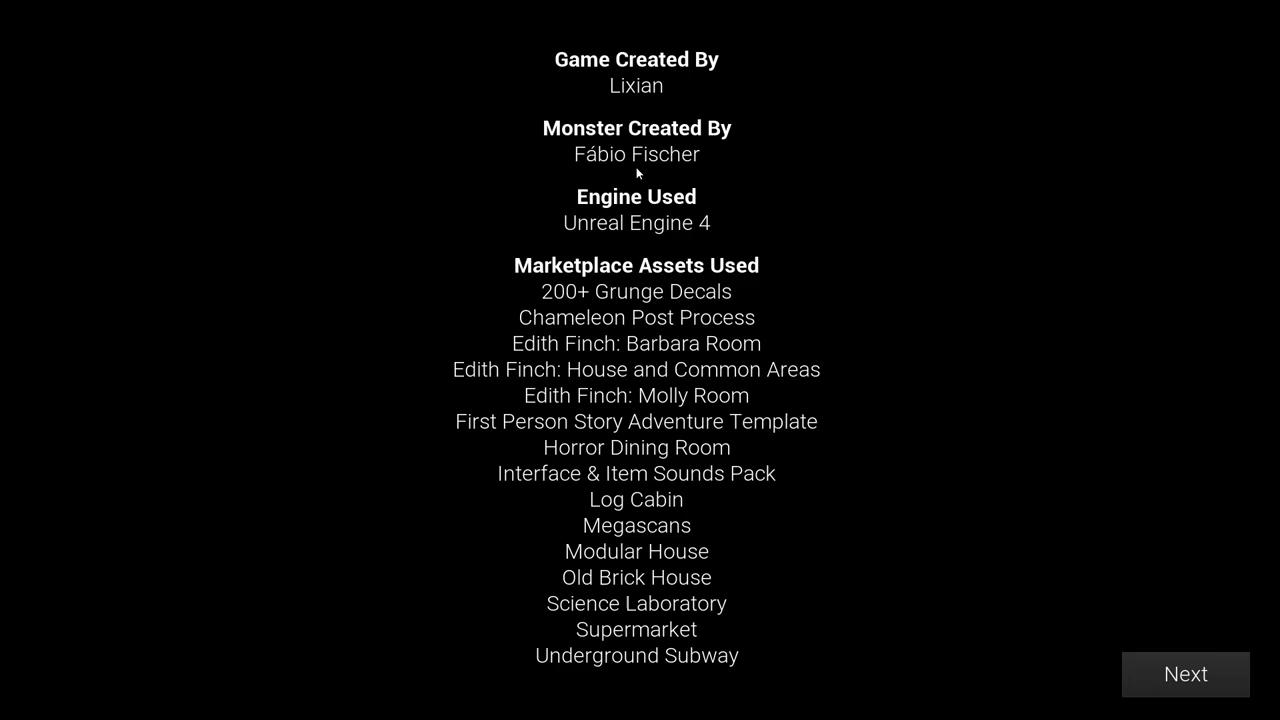 Game Created By
Lixian
Monster Created By
Fábio Fischer
Engine Used
Unreal Engine 4
Marketplace Assets Used
200+ Grunge Decals
Chameleon Post Process
Edith Finch: Barbara Room
Edith Finch: House and Common Areas
Edith Finch: Molly Room
First Person Story Adventure Template
Horror Dining Room
Interface & Item Sounds Pack
Log Cabin
Megascans
Modular House
Old Brick House
Science Laboratory
Supermarket
Underground Subway
Next